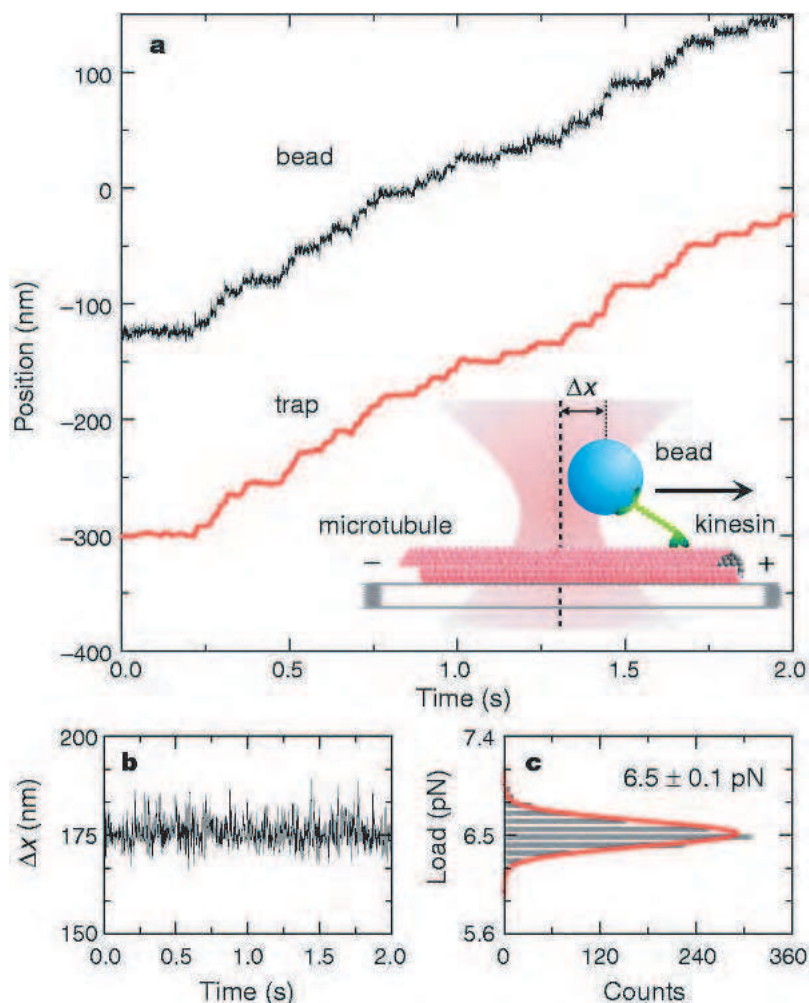 a
100
0
−100
−200
−300
−400
Position (nm)
bead
trap
Δx
bead
microtubule
kinesin
−
+
0.0
0.5
1.0
1.5
2.0
Time (s)
b
200
175
150
Δx (nm)
0.0
0.5
1.0
1.5
2.0
Time (s)
c
6.5 ± 0.1 pN
7.4
6.5
5.6
Load (pN)
0
120
240
360
Counts